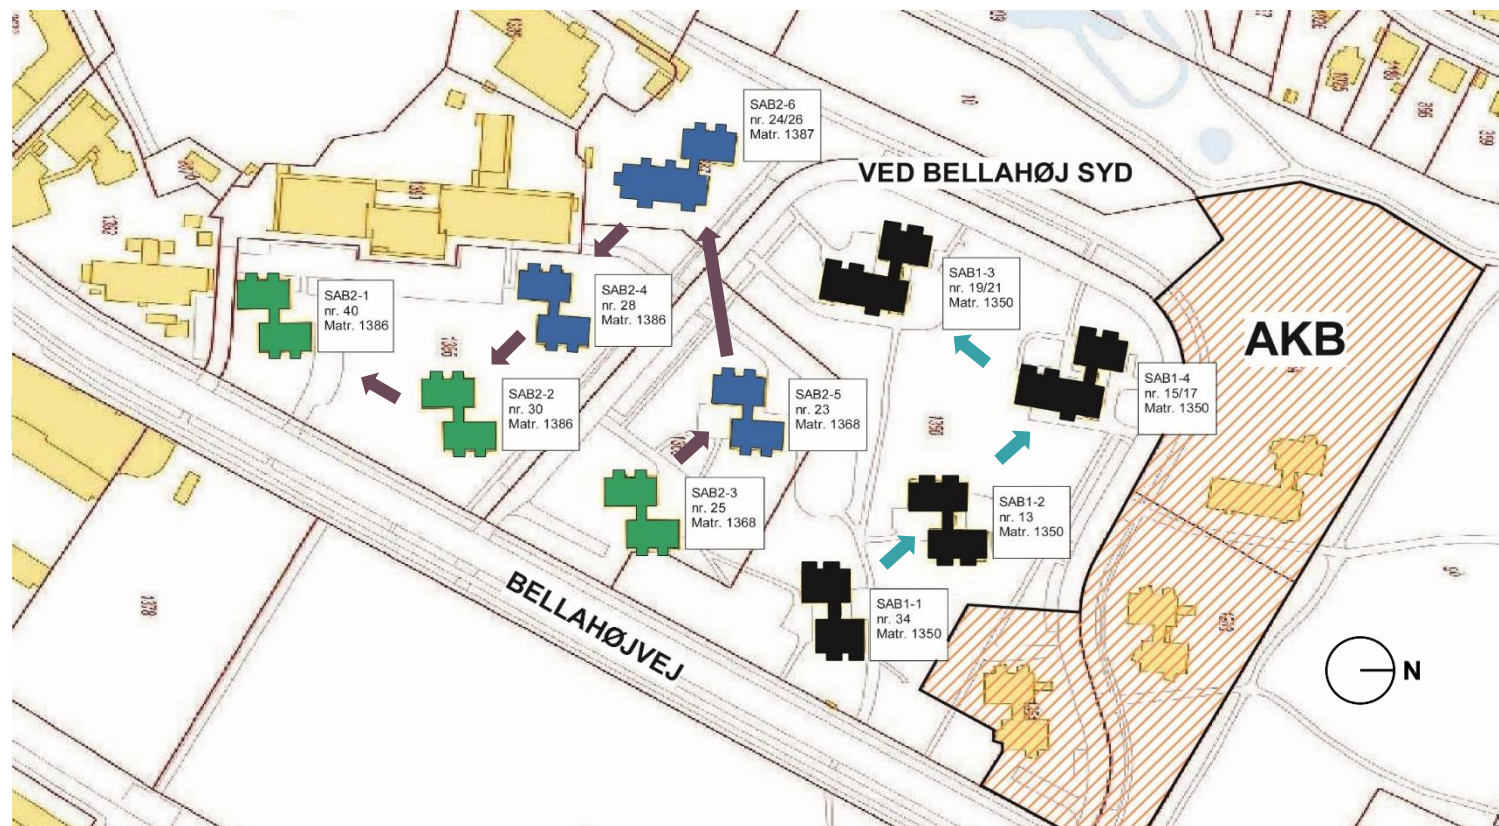 SAB2-6
nr. 24/26
Matr. 1387
VED BELLAHØJ SYD
SAB2-1
nr. 40
Matr. 1386
SAB2-4
nr. 28
Matr. 1386
SAB1-3
nr. 19/21
Matr. 1350
AKB
SAB2-2
nr. 30
Matr. 1386
SAB2-5
nr. 23
Matr. 1368
SAB1-4
nr. 15/17
Matr. 1350
1350
SAB2-3
nr. 25
Matr. 1368
SAB1-2
nr. 13
Matr. 1350
BELLAHØJVEJ
SAB1-1
nr. 34
Matr. 1350
1378
N